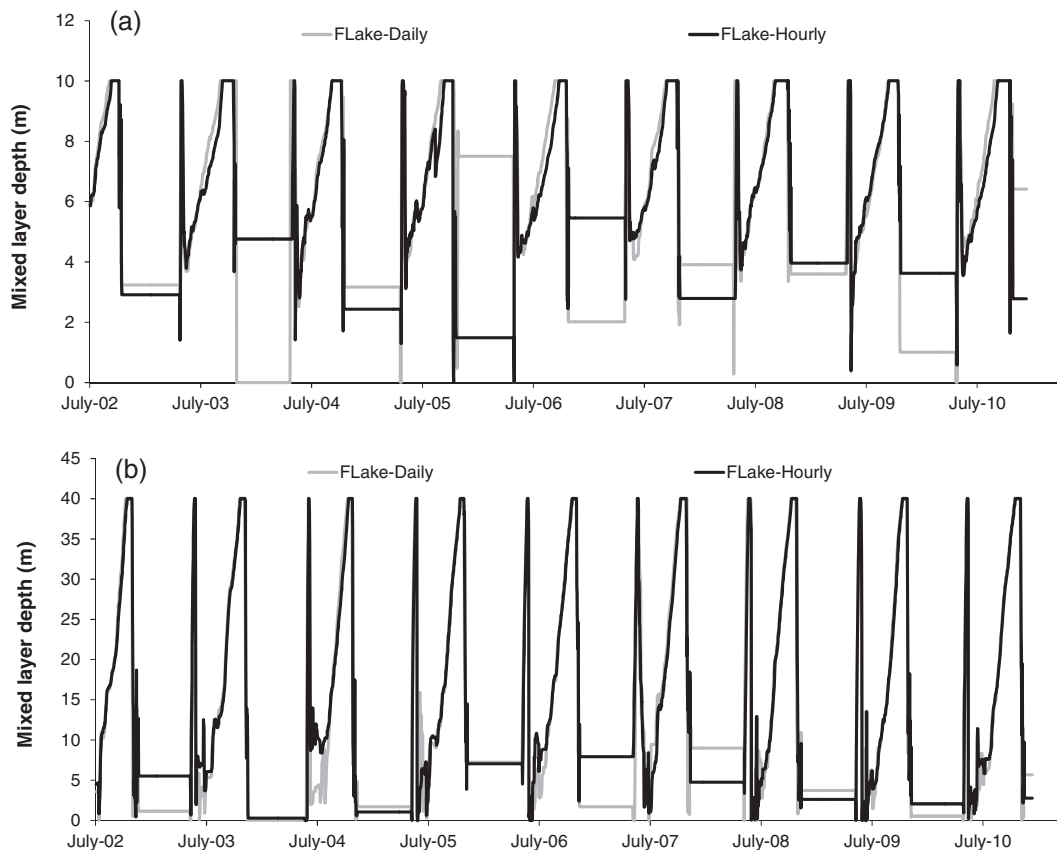 (a)
FLake-Daily
FLake-Hourly
Mixed layer depth (m)
12
10
8
6
4
2
0
July-02
July-03
July-04
July-05
July-06
July-07
July-08
July-09
July-10
(b)
FLake-Daily
FLake-Hourly
Mixed layer depth (m)
45
40
35
30
25
20
15
10
5
0
July-02
July-03
July-04
July-05
July-06
July-07
July-08
July-09
July-10